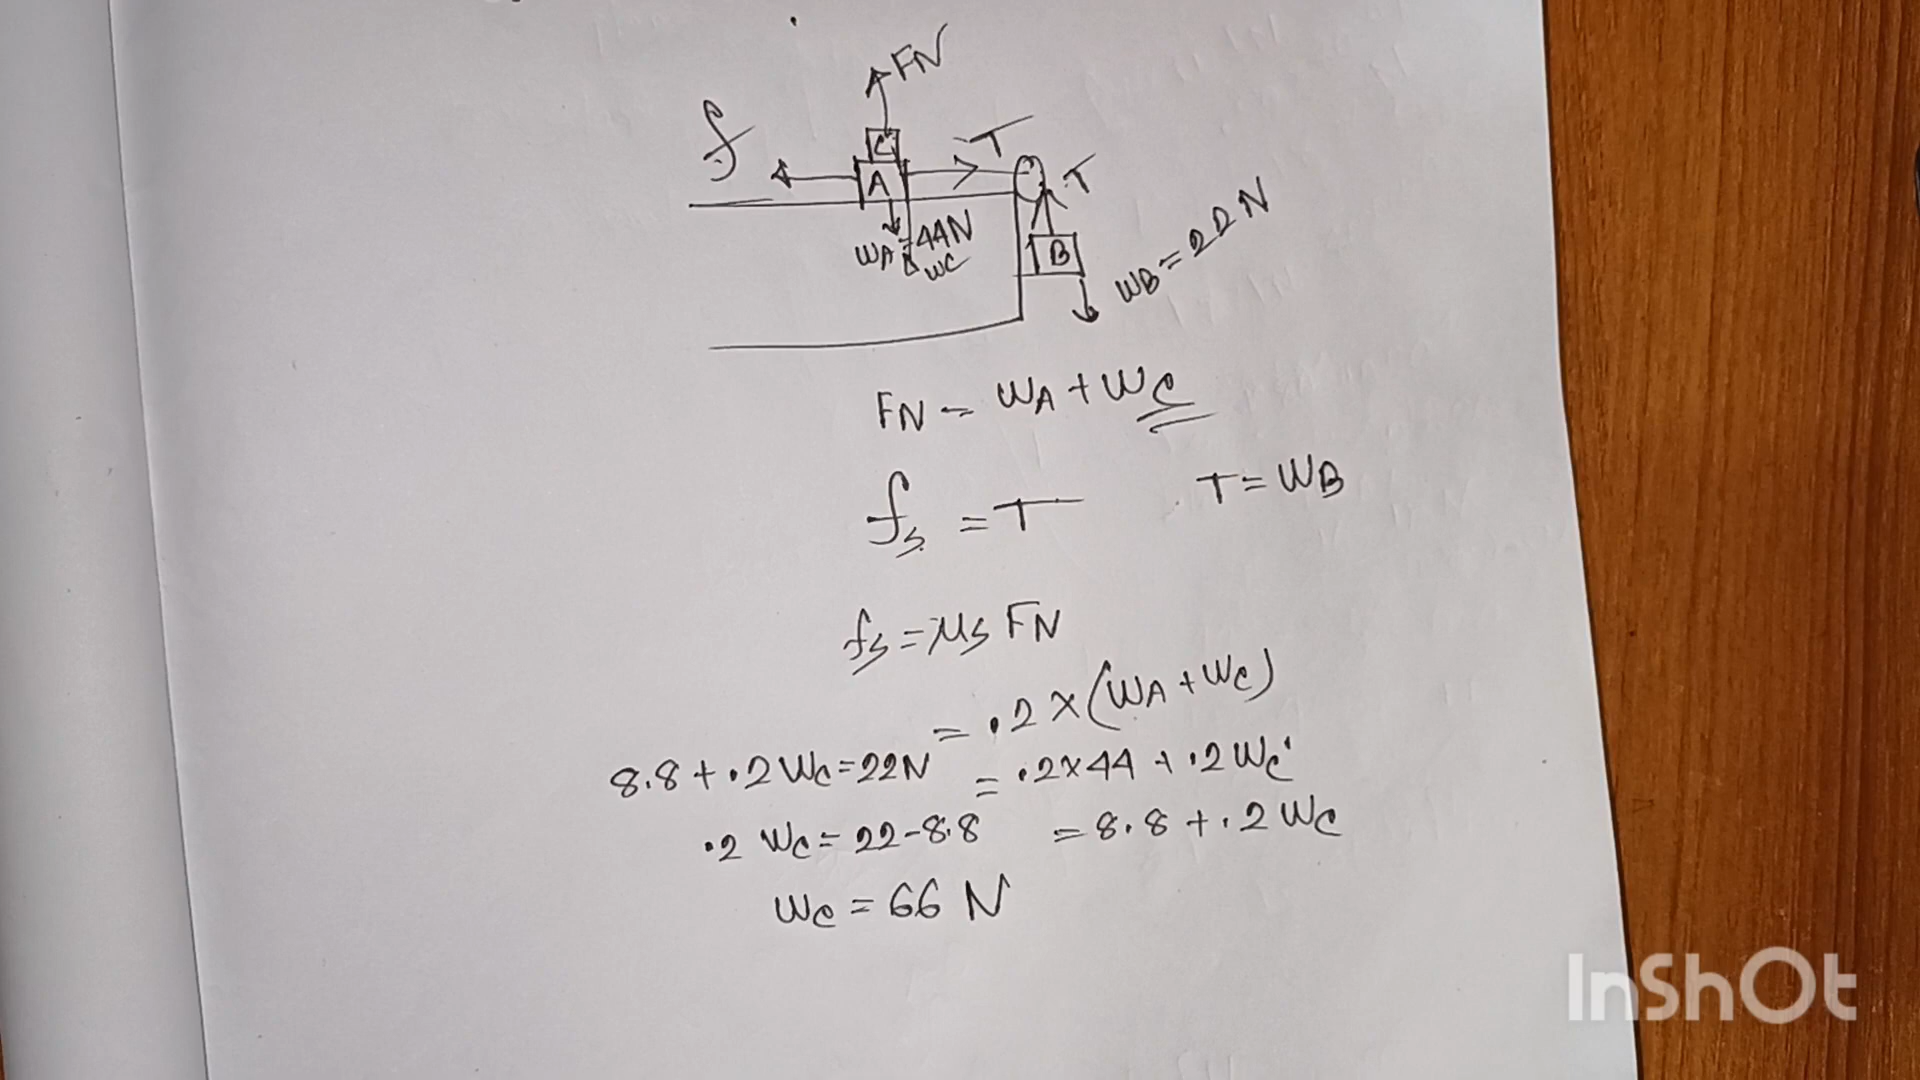 FN
f
C
T
A
T
WA = 44N
WC
B
WB = 22N
FN = WA + WC
fs = T T = WB
fs = μs FN
= .2 × (WA + WC)
8.8 + .2 WC = 22N = .2×44 + .2 WC
.2 WC = 22 - 8.8 = 8.8 + .2 WC
WC = 66 N
InShOt